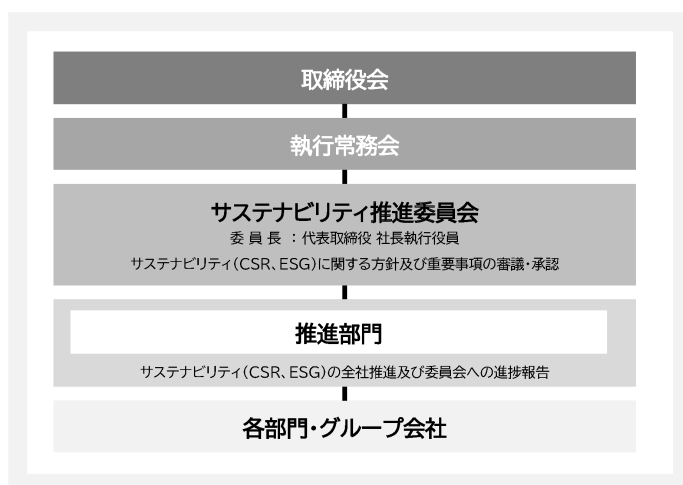 取締役会
執行常務会
サステナビリティ推進委員会
委 員 長 ：代表取締役 社長執行役員
サステナビリティ（CSR、ESG）に関する方針及び重要事項の審議・承認
推進部門
サステナビリティ（CSR、ESG）の全社推進及び委員会への進捗報告
各部門・グループ会社